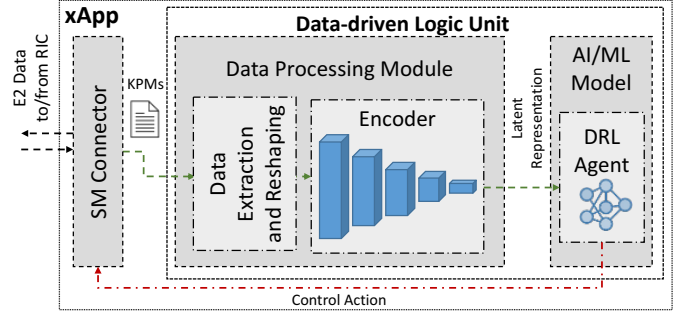 xApp
Data-driven Logic Unit
E2 Data
to/from RIC
SM Connector
KPMs
Data Processing Module
Data
Extraction
and Reshaping
Encoder
Latent
Representation
AI/ML
Model
DRL
Agent
Control Action